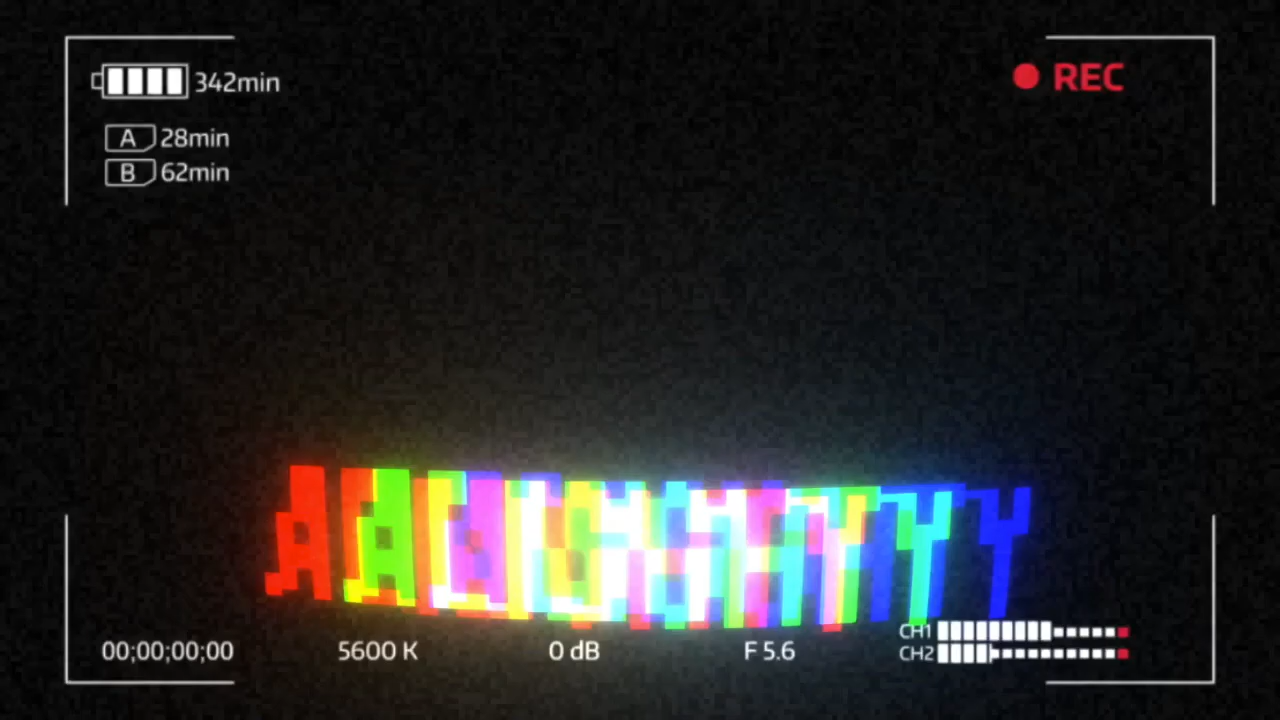 342min
REC
A 28min
B 62min
00;00;00;00 5600 K 0 dB F 5.6
CH1
CH2